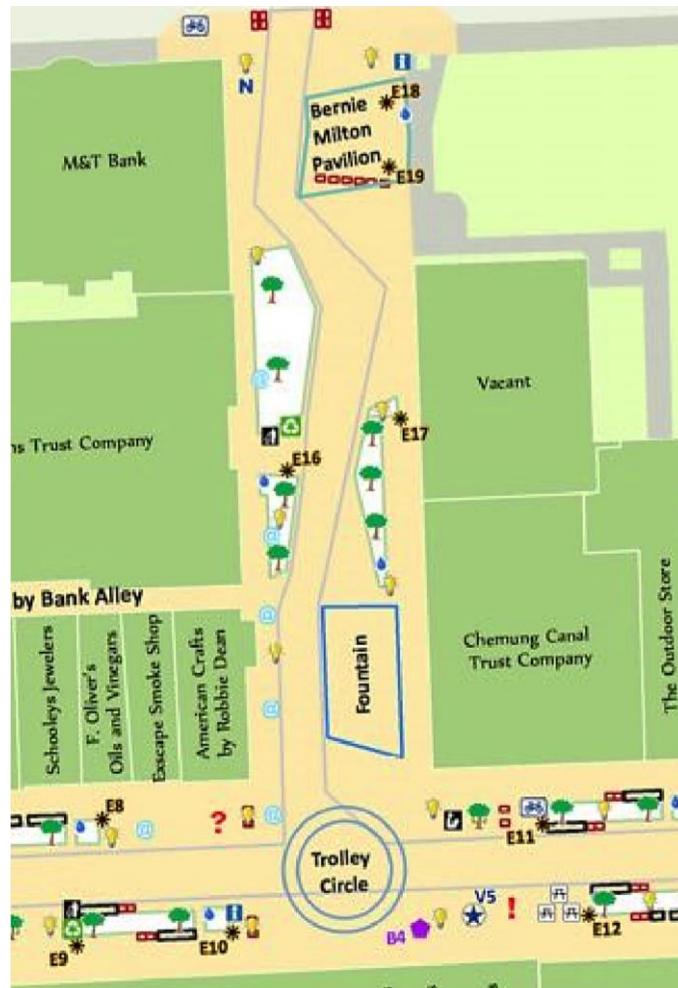 N
E18
Bernie
Milton
Pavilion
E19
M&T Bank
Vacant
ns Trust Company
E17
E16
by Bank Alley
Schooleys Jewelers
F. Oliver's
Oils and Vinegars
Exscape Smoke Shop
American Crafts
by Robbie Dean
Fountain
Chemung Canal
Trust Company
The Outdoor Store
E8
?
E11
Trolley
Circle
V5
!
B4
E12
E9
E10